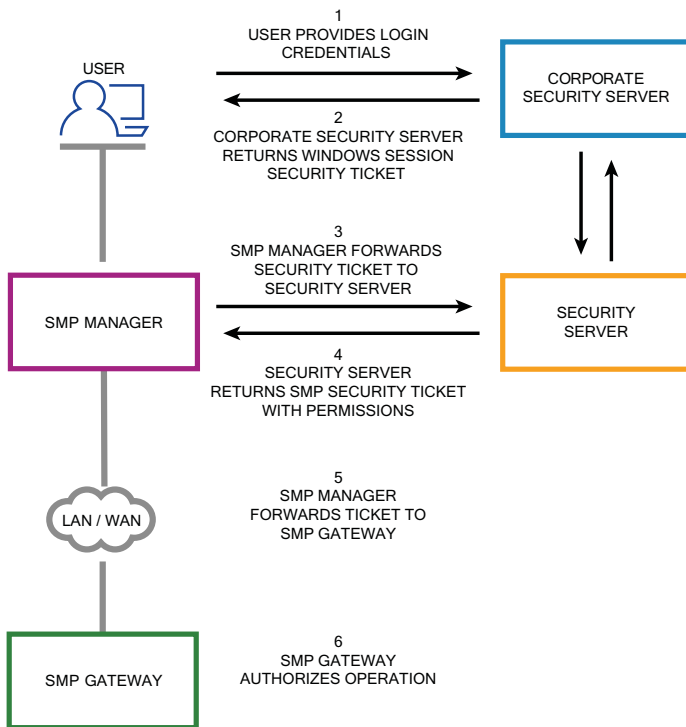 1
USER PROVIDES LOGIN
CREDENTIALS
USER
CORPORATE
SECURITY SERVER
2
CORPORATE SECURITY SERVER
RETURNS WINDOWS SESSION
SECURITY TICKET
3
SMP MANAGER FORWARDS
SECURITY TICKET TO
SECURITY SERVER
SMP MANAGER
SECURITY
SERVER
4
SECURITY SERVER
RETURNS SMP SECURITY TICKET
WITH PERMISSIONS
5
SMP MANAGER
FORWARDS TICKET TO
SMP GATEWAY
LAN / WAN
6
SMP GATEWAY
AUTHORIZES OPERATION
SMP GATEWAY